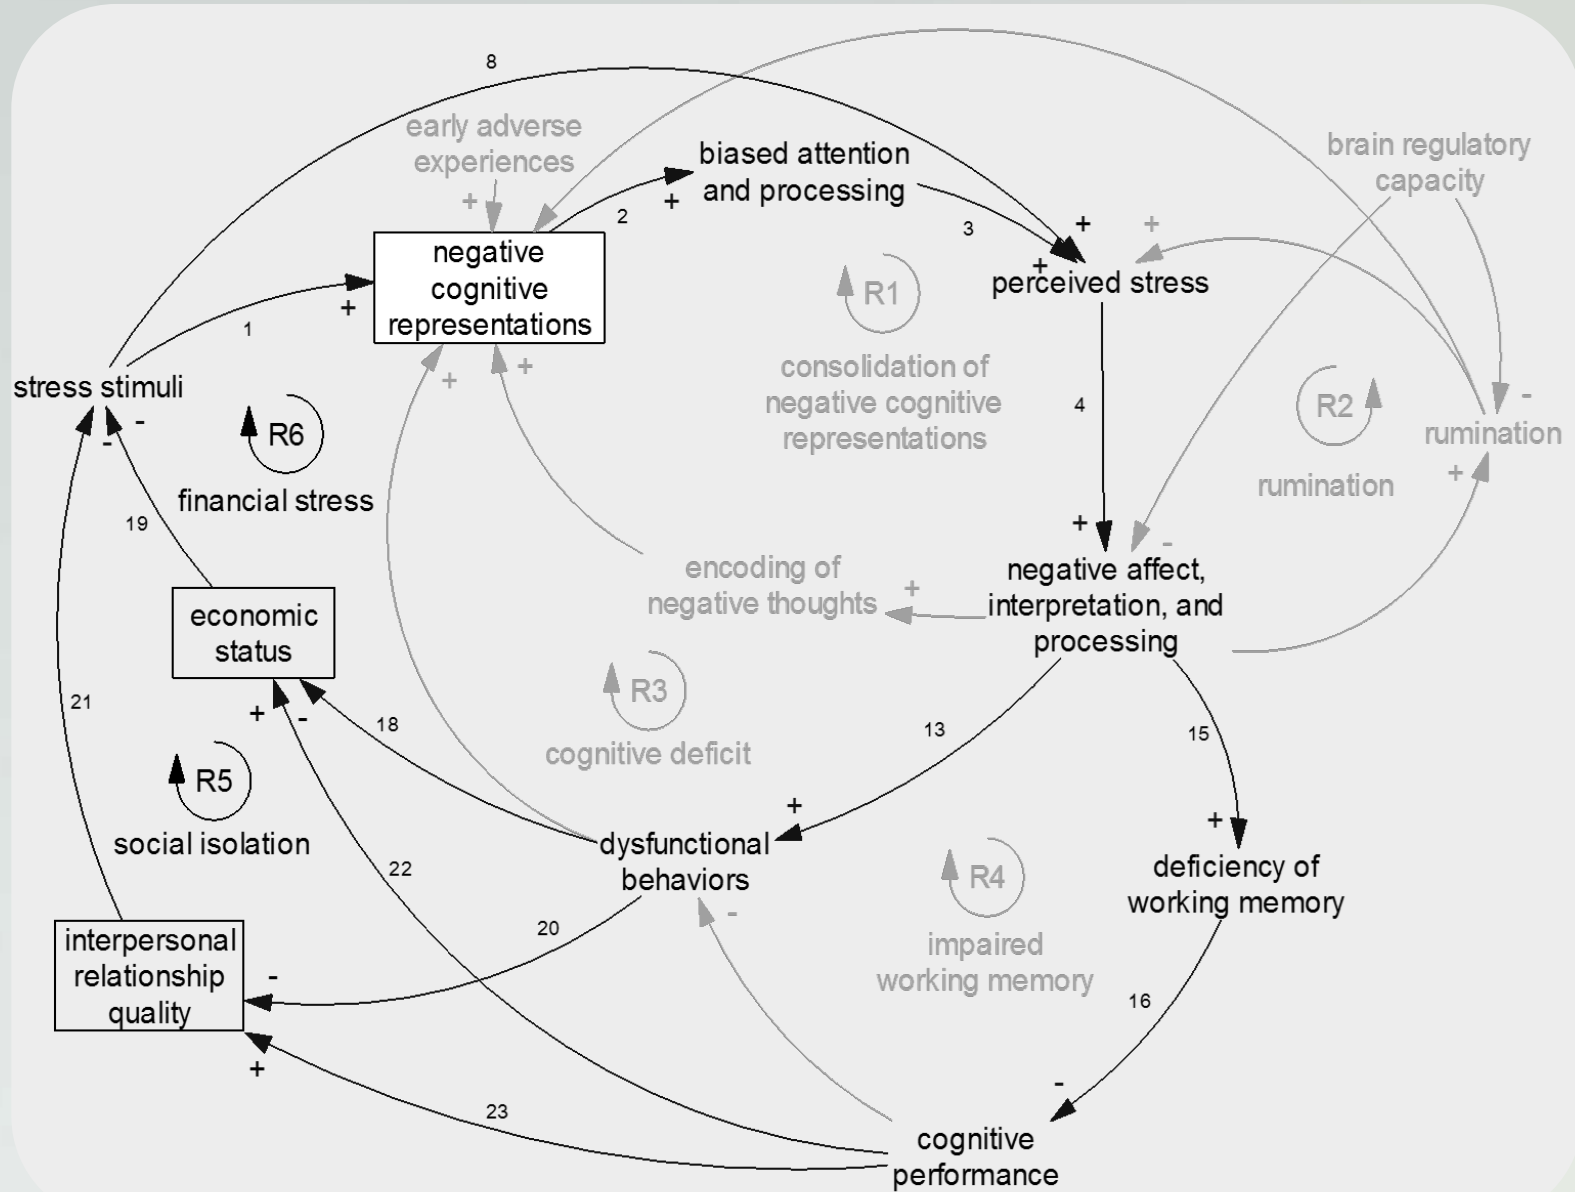 8
early adverse
experiences
+
biased attention
and processing
2
+
3
+
+
+
perceived stress
brain regulatory
capacity
negative
cognitive
representations
1
+
R1
consolidation of
negative cognitive
representations
4
R2
rumination
-
rumination
+
stress stimuli
-
-
R6
financial stress
19
+
+
+
-
negative affect,
interpretation, and
processing
encoding of
negative thoughts
+
economic
status
+
-
18
21
R3
cognitive deficit
13
15
R5
social isolation
22
+
dysfunctional
behaviors
+
deficiency of
working memory
R4
impaired
working memory
-
20
interpersonal
relationship
quality
-
+
16
-
23
cognitive
performance